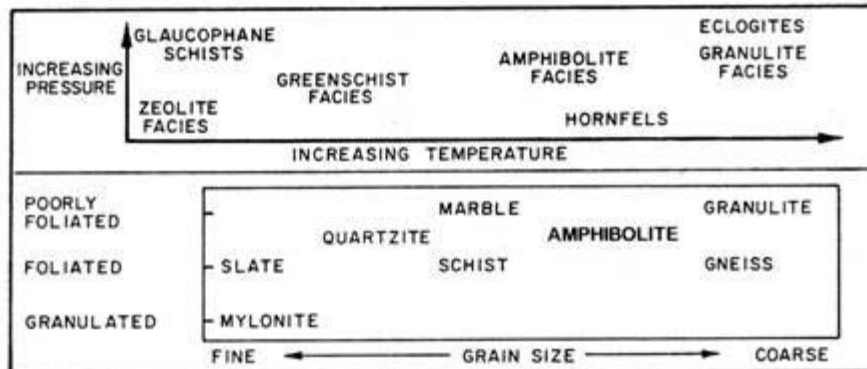 ECLOGITES
GLAUCOPHANE
SCHISTS
AMPHIBOLITE
FACIES
GRANULITE
FACIES
INCREASING
PRESSURE
GREENSCHIST
FACIES
ZEOLITE
FACIES
HORNFELS
INCREASING TEMPERATURE
POORLY
FOLIATED
MARBLE
GRANULITE
QUARTZITE
AMPHIBOLITE
FOLIATED
SLATE
SCHIST
GNEISS
GRANULATED
MYLONITE
FINE
GRAIN SIZE
COARSE